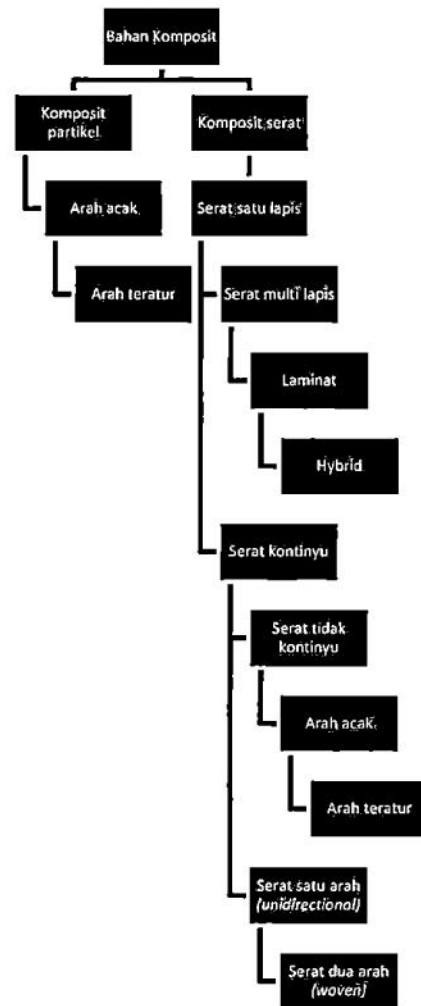 Bahan Komposit
Komposit
partikel
Komposit serat
Arah acak
Serat satu lapis
Arah teratur
Serat multi lapis
Laminat
Hybrid
Serat kontinyu
Serat tidak
kontinyu
Arah acak
Arah teratur
Serat satu arah
(unidirectional)
Serat dua arah
(woven)